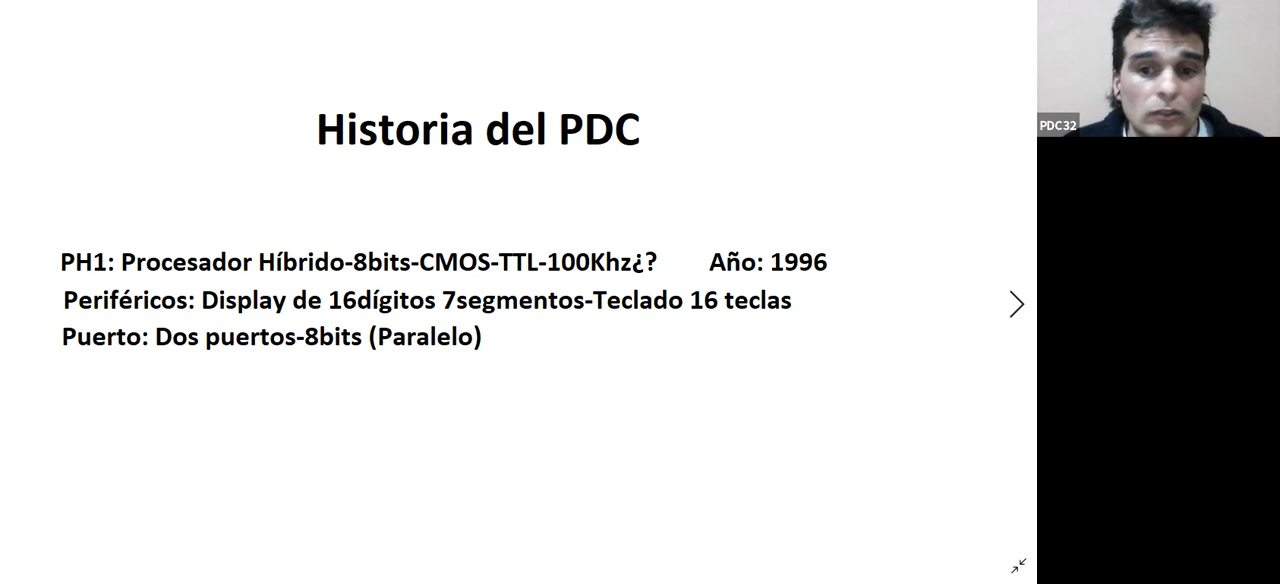 Historia del PDC
PH1: Procesador Híbrido-8bits-CMOS-TTL-100Khz¿? Año: 1996
Periféricos: Display de 16dígitos 7segmentos-Teclado 16 teclas
Puerto: Dos puertos-8bits (Paralelo)
PDC32